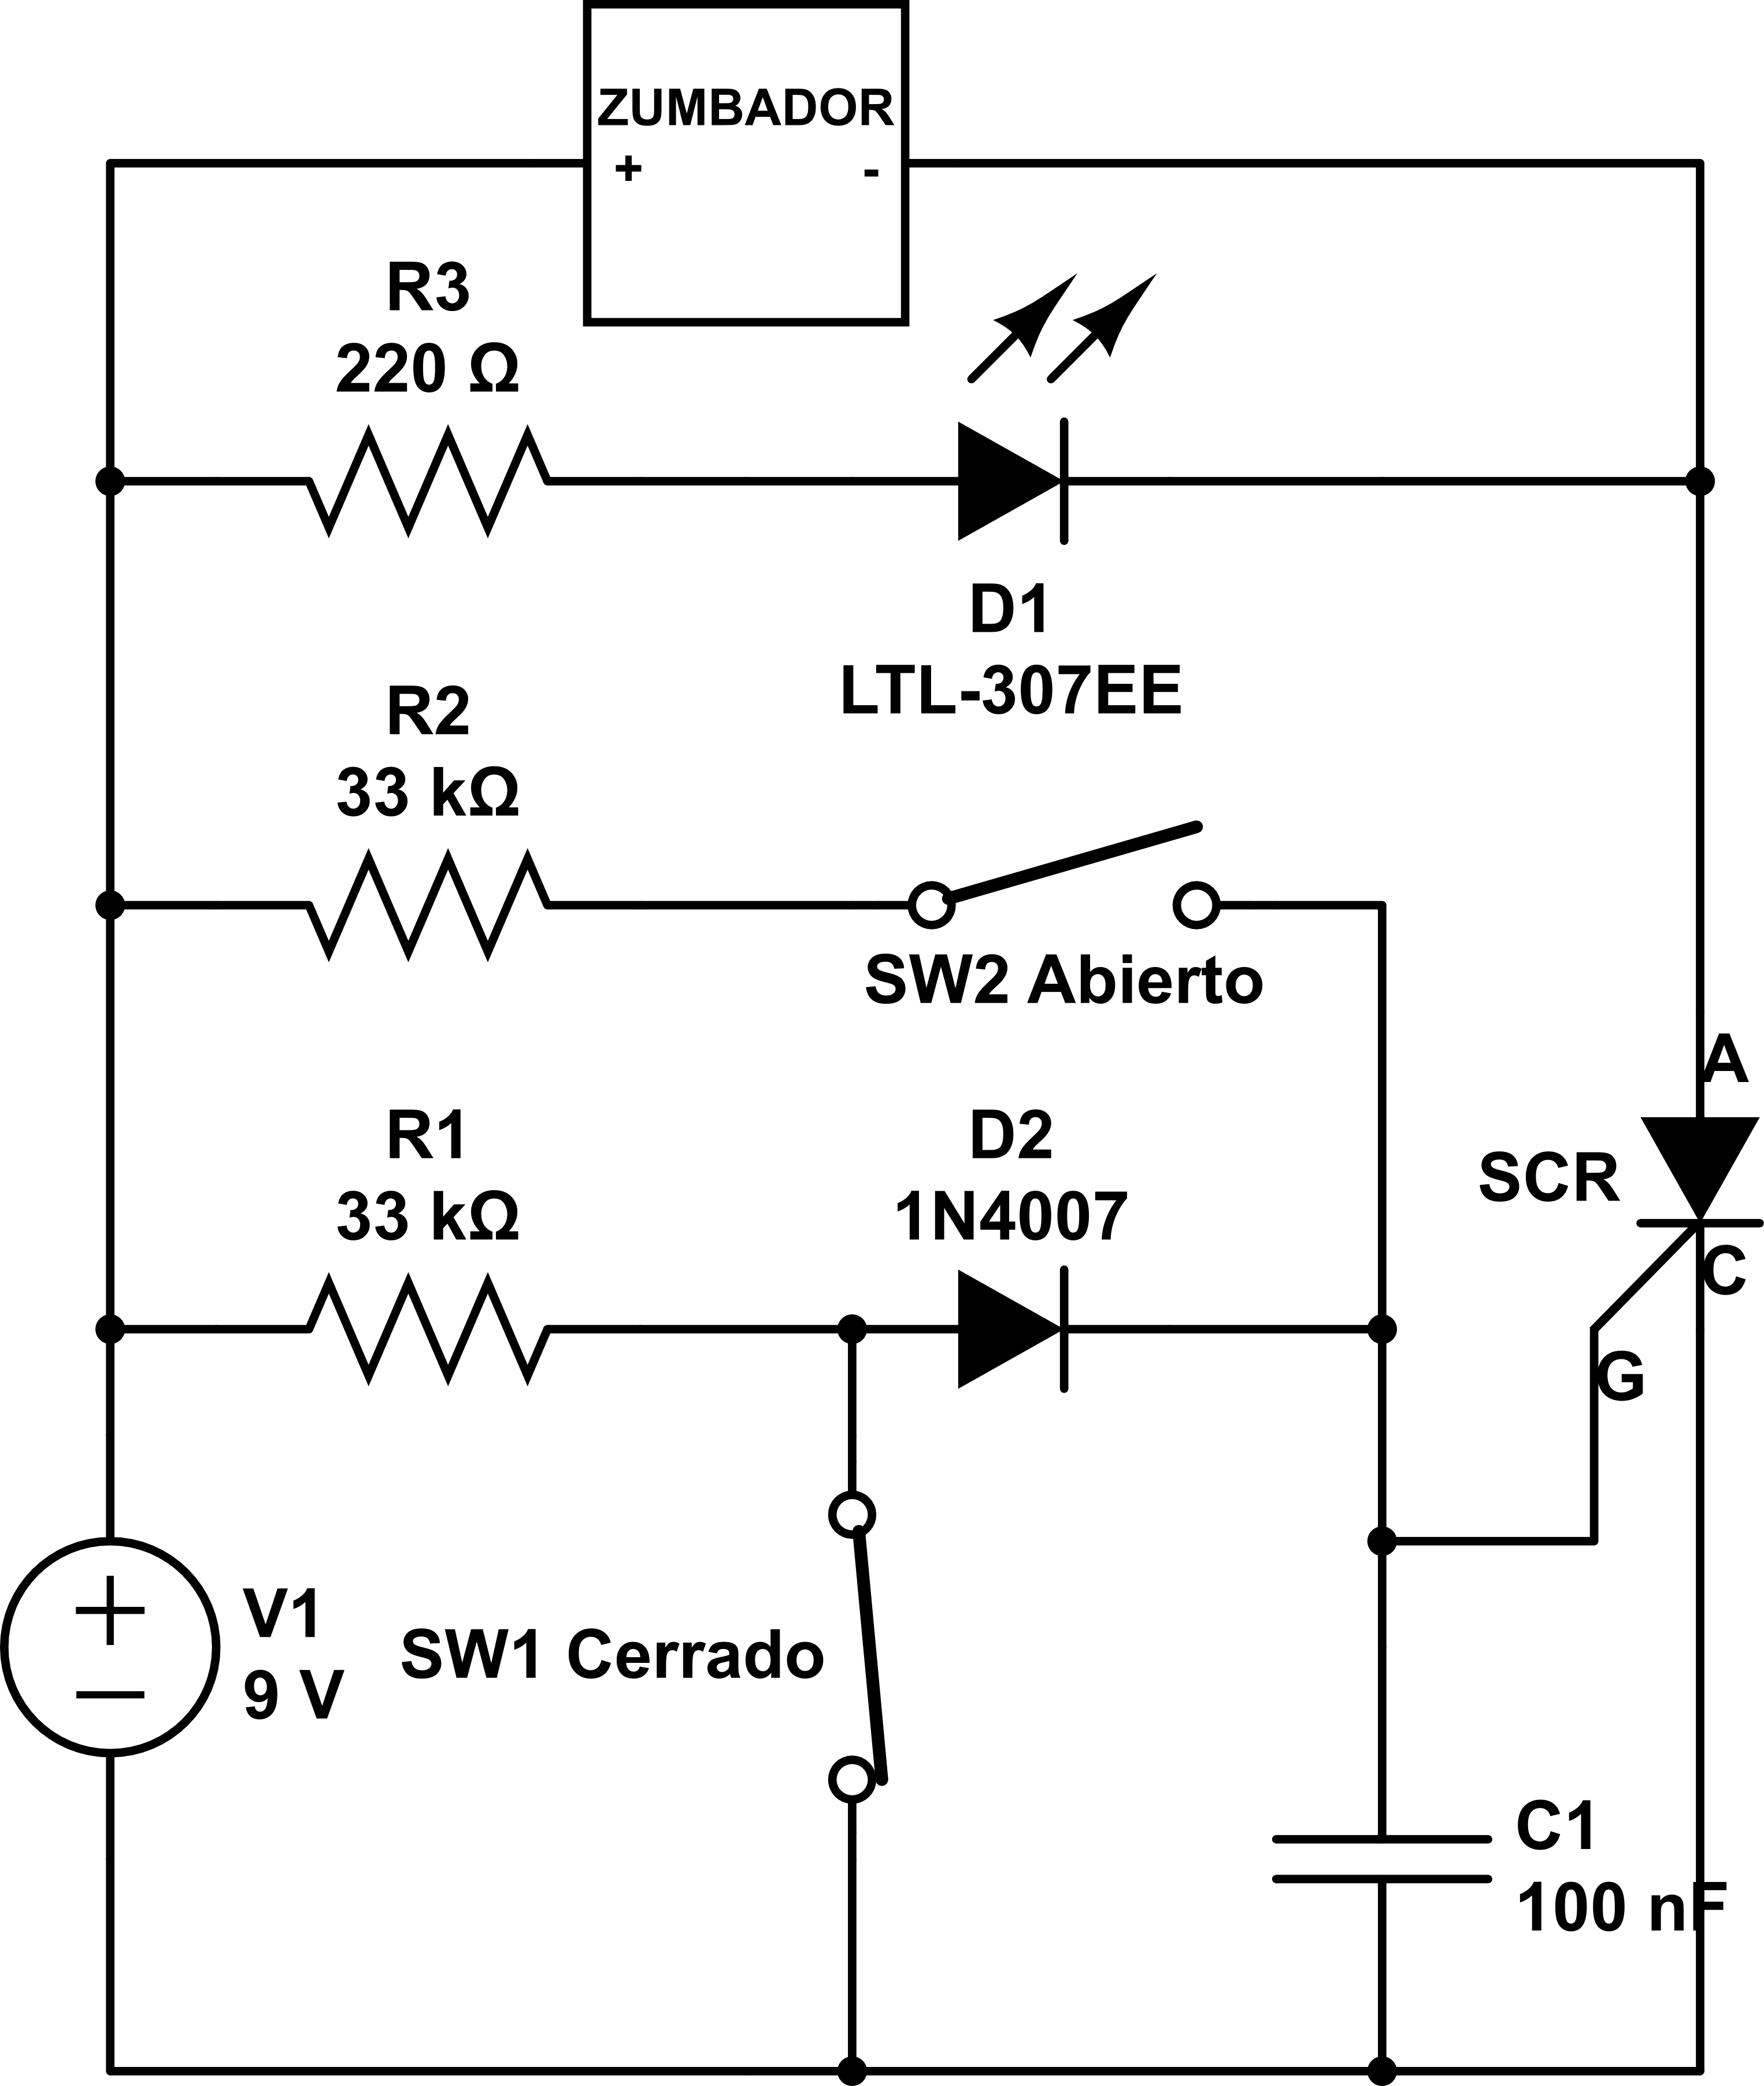 ZUMBADOR
+ -
R3
220 Ω
D1
LTL-307EE
R2
33 kΩ
SW2 Abierto
A
R1
33 kΩ
D2
1N4007
SCR
C
G
V1
9 V
SW1 Cerrado
C1
100 nF